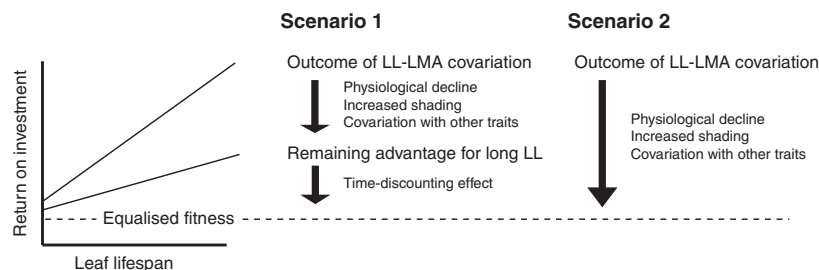 Scenario 1
Scenario 2
Outcome of LL-LMA covariation
Outcome of LL-LMA covariation
Physiological decline
Increased shading
Covariation with other traits
Physiological decline
Increased shading
Covariation with other traits
Remaining advantage for long LL
Time-discounting effect
Return on investment
Equalised fitness
Leaf lifespan